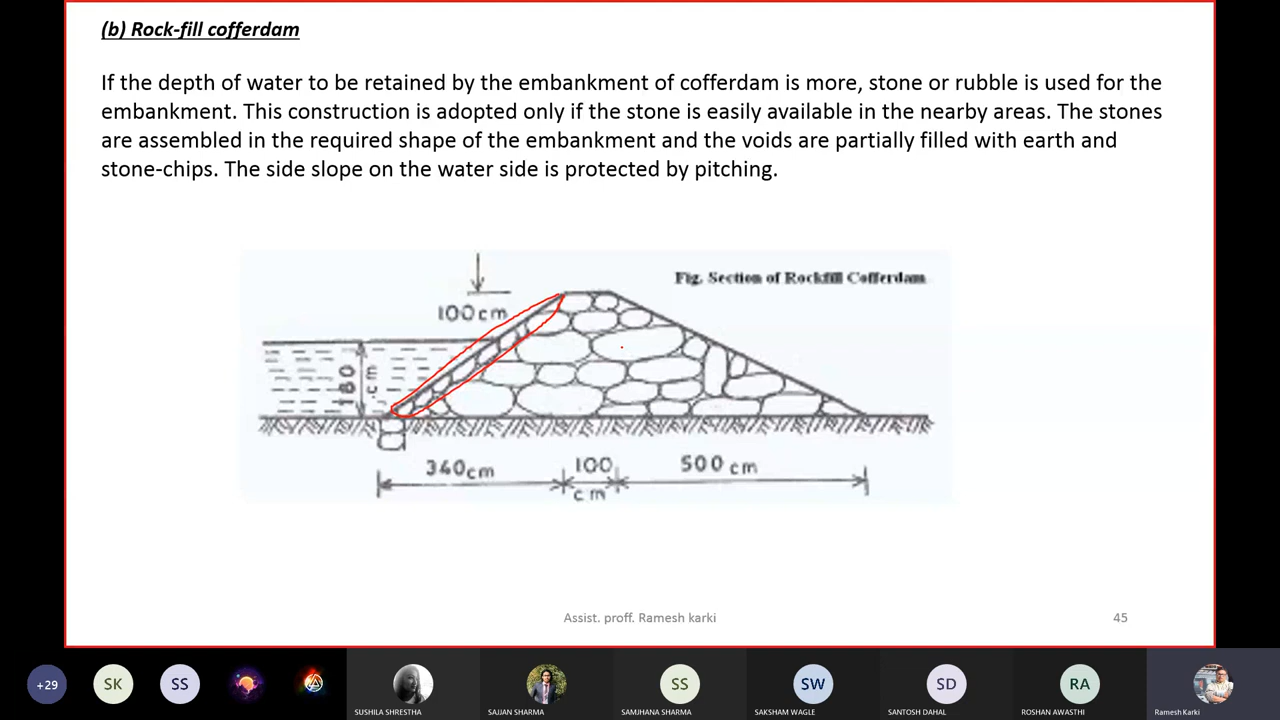 (b) Rock-fill cofferdam
If the depth of water to be retained by the embankment of cofferdam is more, stone or rubble is used for the
embankment. This construction is adopted only if the stone is easily available in the nearby areas. The stones
are assembled in the required shape of the embankment and the voids are partially filled with earth and
stone-chips. The side slope on the water side is protected by pitching.
Fig. Section of Rockfill Cofferdam
100cm
180
cm
340cm
100
cm
500 cm
Assist. proff. Ramesh karki
45
+29
SK
SS
SS
SW
SD
RA
SUSHILA SHRESTHA
SAJJAN SHARMA
SAMJHANA SHARMA
SAKSHAM WAGLE
SANTOSH DAHAL
ROSHAN AWASTHI
Ramesh Karki